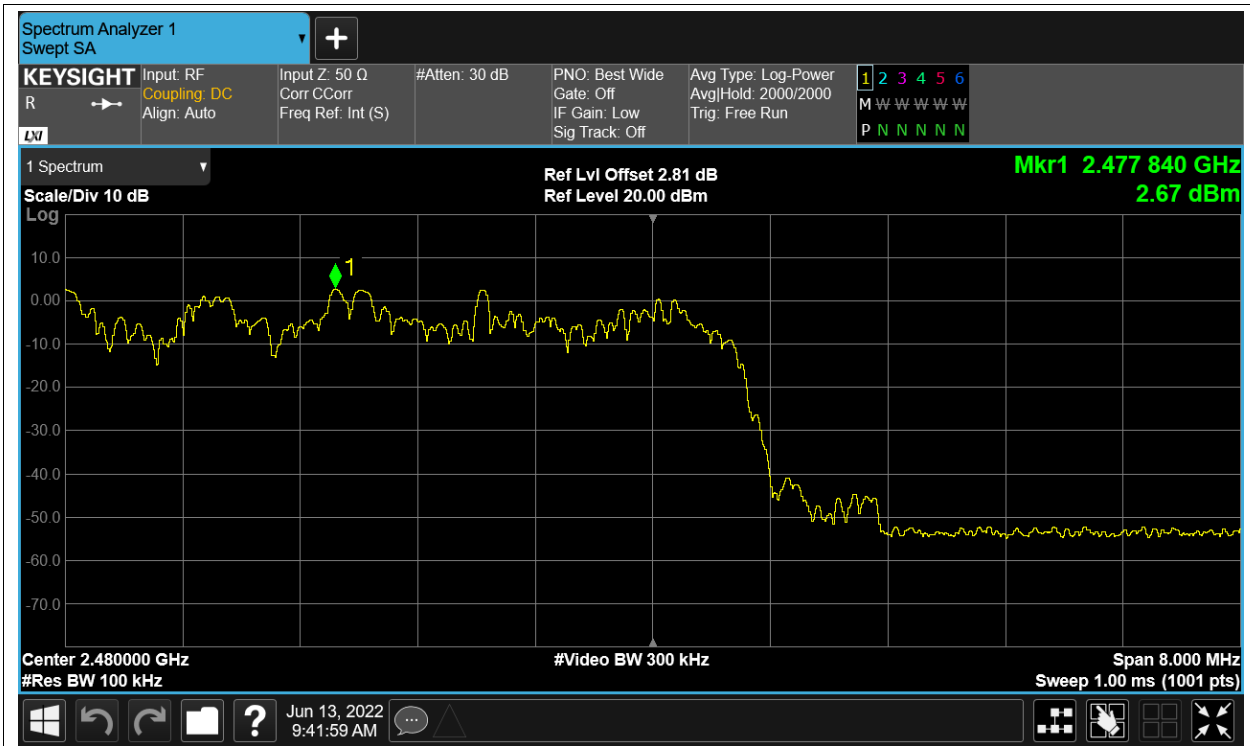 Spectrum Analyzer 1
Swept SA
KEYSIGHT
R
LXI
Input: RF
Coupling: DC
Align: Auto
Input Z: 50 Ω
Corr CCorr
Freq Ref: Int (S)
#Atten: 30 dB
PNO: Best Wide
Gate: Off
IF Gain: Low
Sig Track: Off
Avg Type: Log-Power
Avg|Hold: 2000/2000
Trig: Free Run
1 2 3 4 5 6
M W W W W W
P N N N N N
1 Spectrum
Scale/Div 10 dB
Log
Ref Lvl Offset 2.81 dB
Ref Level 20.00 dBm
Mkr1 2.477 840 GHz
2.67 dBm
1
10.0
0.00
-10.0
-20.0
-30.0
-40.0
-50.0
-60.0
-70.0
Center 2.480000 GHz
#Res BW 100 kHz
#Video BW 300 kHz
Span 8.000 MHz
Sweep 1.00 ms (1001 pts)
?
Jun 13, 2022
9:41:59 AM